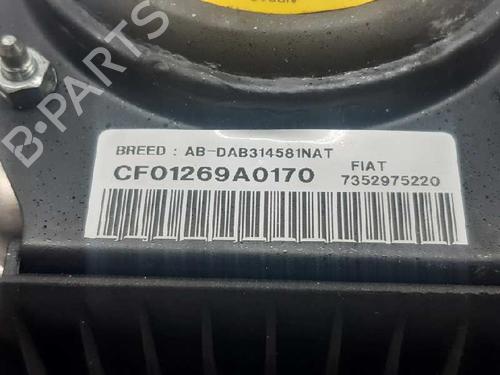 BREED : AB-DAB314581NAT
FIAT
CF01269A0170
7352975220
B-PARTS